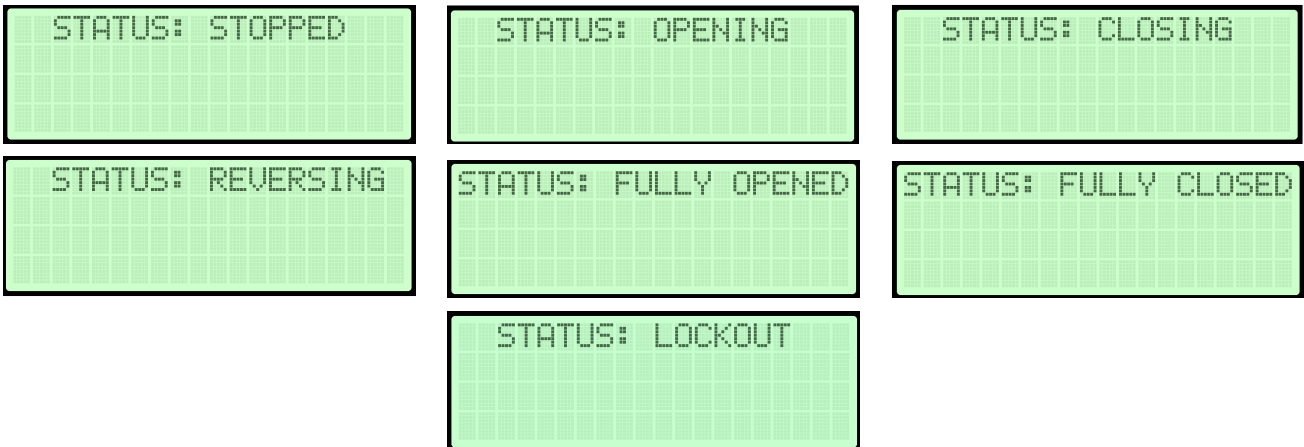 STATUS: STOPPED
STATUS: OPENING
STATUS: CLOSING
STATUS: REVERSING
STATUS: FULLY OPENED
STATUS: FULLY CLOSED
STATUS: LOCKOUT